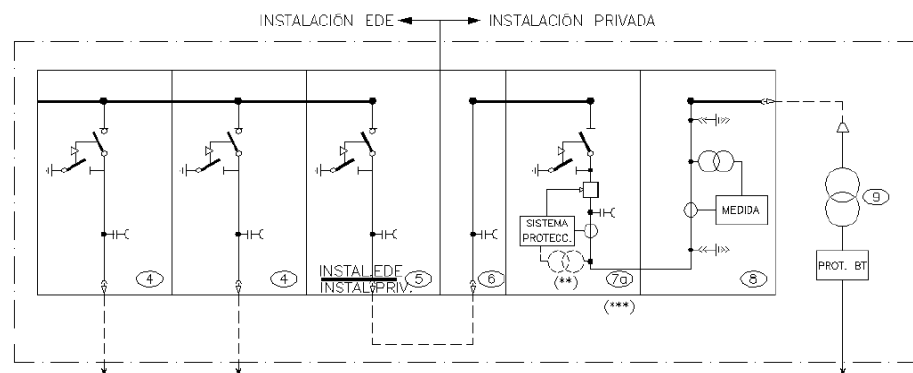 INSTALACIÓN EDE
INSTALACIÓN PRIVADA
SISTEMA
PROTECC.
MEDIDA
9
PROT. BT
INSTAL.EDE
INSTAL.PRIV.
4
4
5
6
(**)
7a
8
(***)